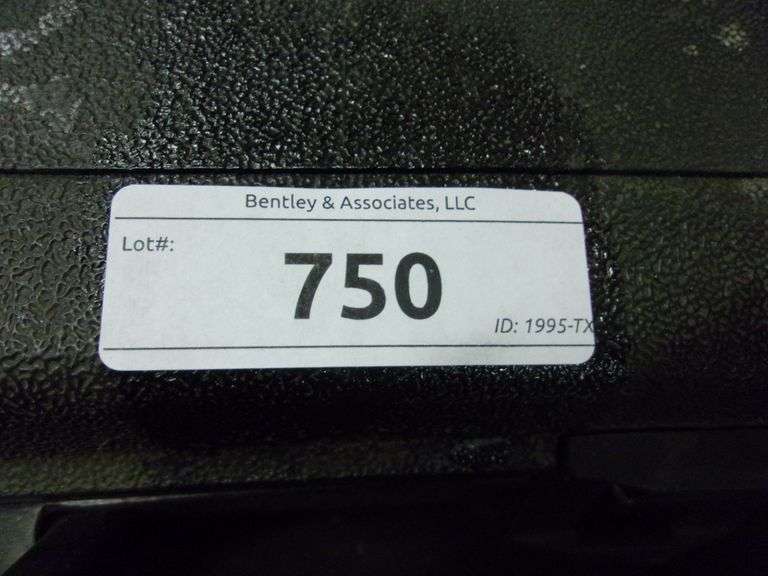 Bentley & Associates, LLC
Lot#:
750
ID: 1995-TX